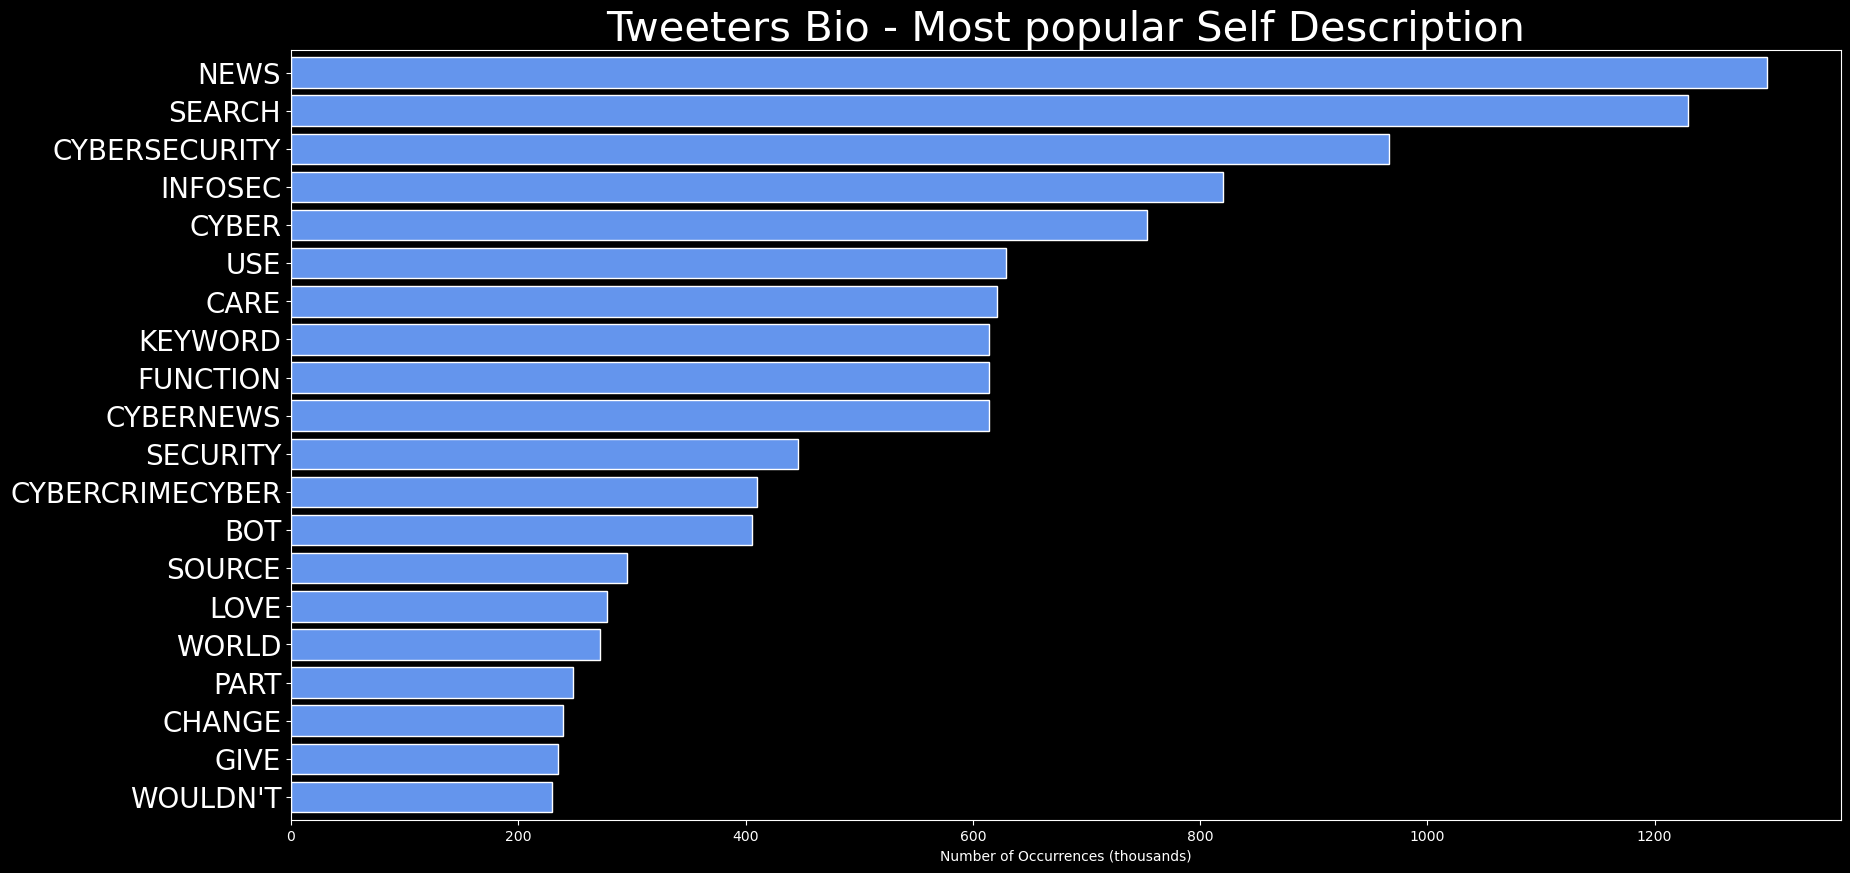 Tweeters Bio - Most popular Self Description
NEWS
SEARCH
CYBERSECURITY
INFOSEC
CYBER
USE
CARE
KEYWORD
FUNCTION
CYBERNEWS
SECURITY
CYBERCRIMECYBER
BOT
SOURCE
LOVE
WORLD
PART
CHANGE
GIVE
WOULDN'T
0 200 400 600 800 1000 1200
Number of Occurrences (thousands)